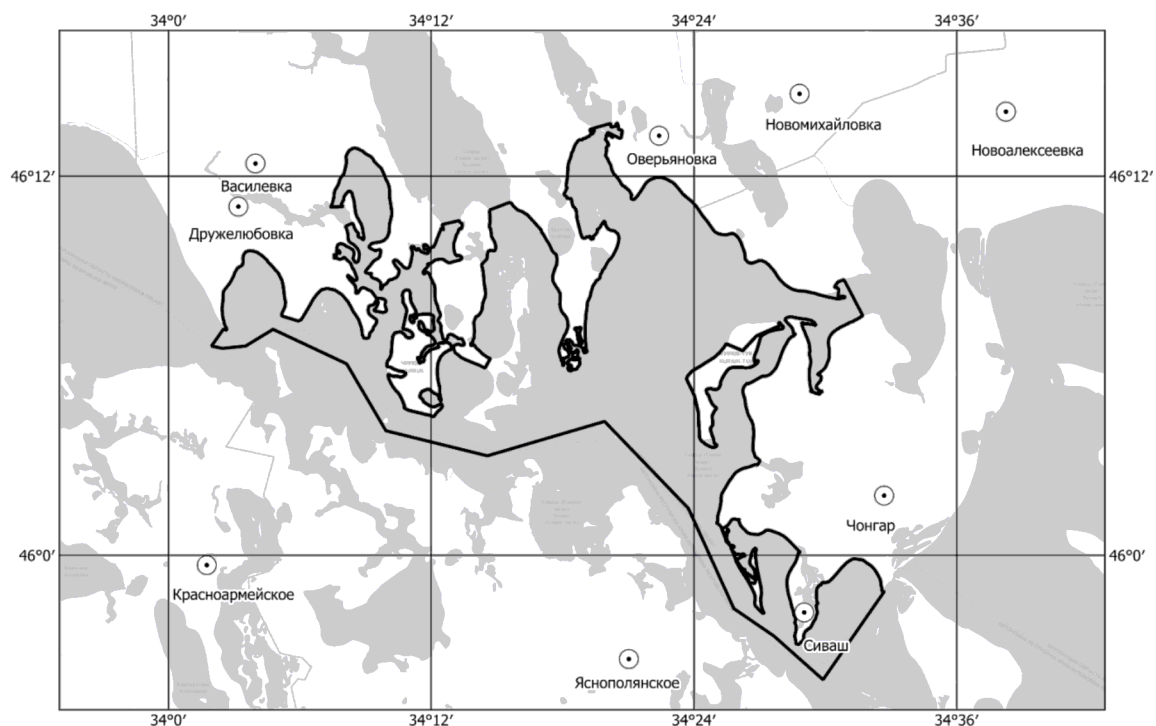 34°0′ 34°12′ 34°24′ 34°36′
Новомихайловка
Оверьяновка
Новоалексеевка
46°12′ 46°12′
Василевка
Дружелюбовка
Чонгар
46°0′ 46°0′
Красноармейское
Сиваш
Яснополянское
34°0′ 34°12′ 34°24′ 34°36′